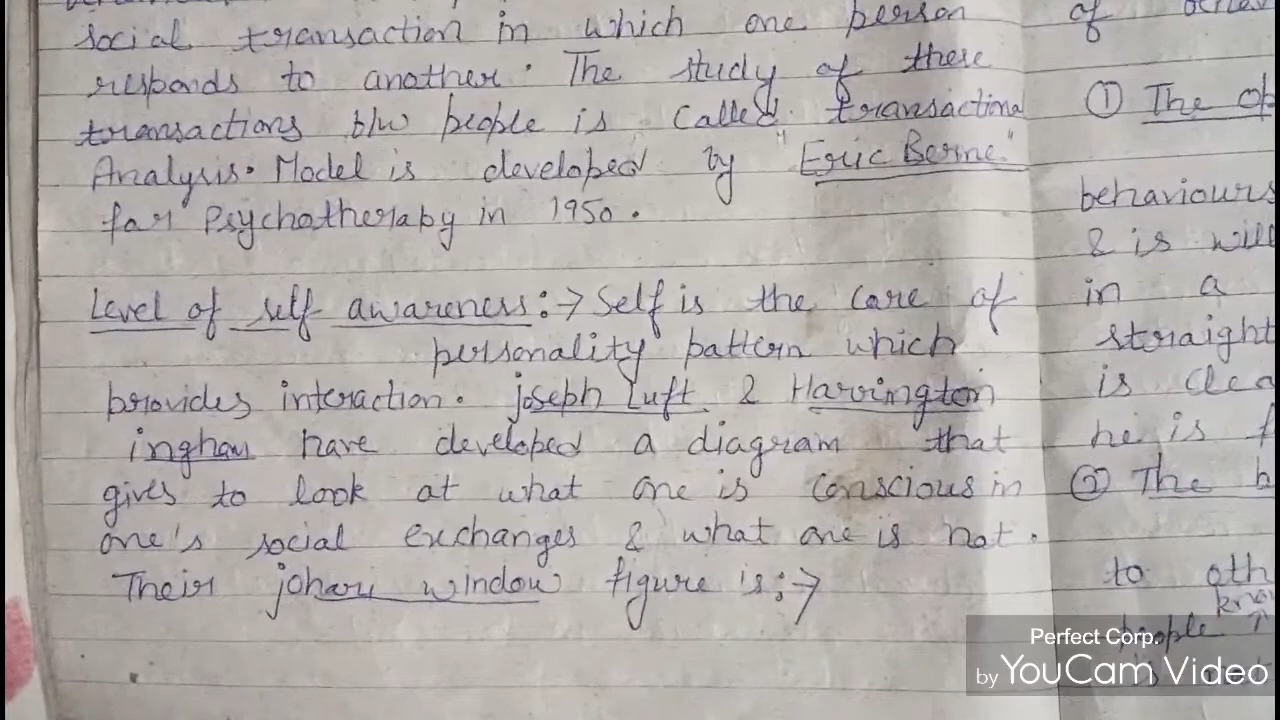 social transaction in which one person
responds to another. The study of these
transactions b/w people is called transactional
Analysis. Model is developed by "Eric Berne"
for Psychotherapy in 1950.
Level of self awareness:→ Self is the core of
personality pattern which
provides interaction. joseph Luft & Harrington
ingham have developed a diagram that
gives to look at what one is conscious in
one's social exchanges & what one is not.
Their johari window figure is:→
of
① The
behaviours
& is
in a
straight
is
he is
② The
to
people
is
Perfect Corp.
by YouCam Video